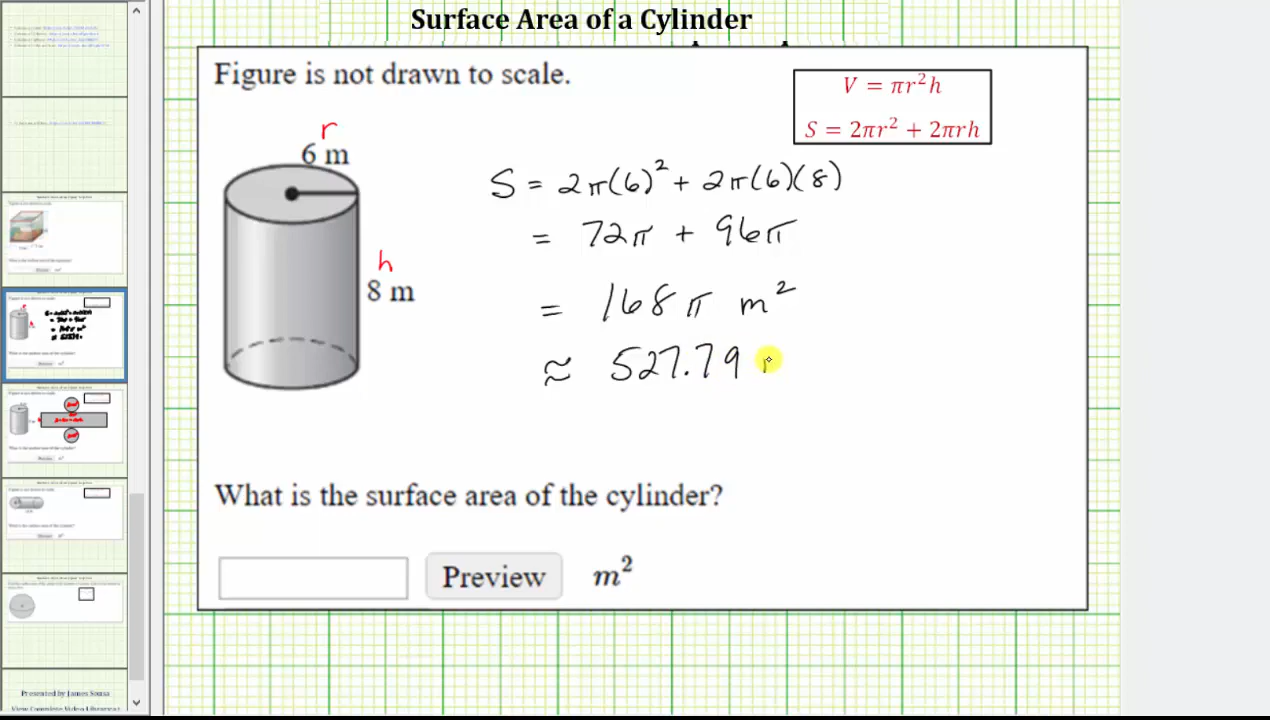 Surface Area of a Cylinder
Figure is not drawn to scale.
V = πr²h
S = 2πr² + 2πrh
r
6 m
h
8 m
S = 2π(6)² + 2π(6)(8)
= 72π + 96π
= 168π m²
≈ 527.79
What is the surface area of the cylinder?
Preview
m²
Presented by James Sousa